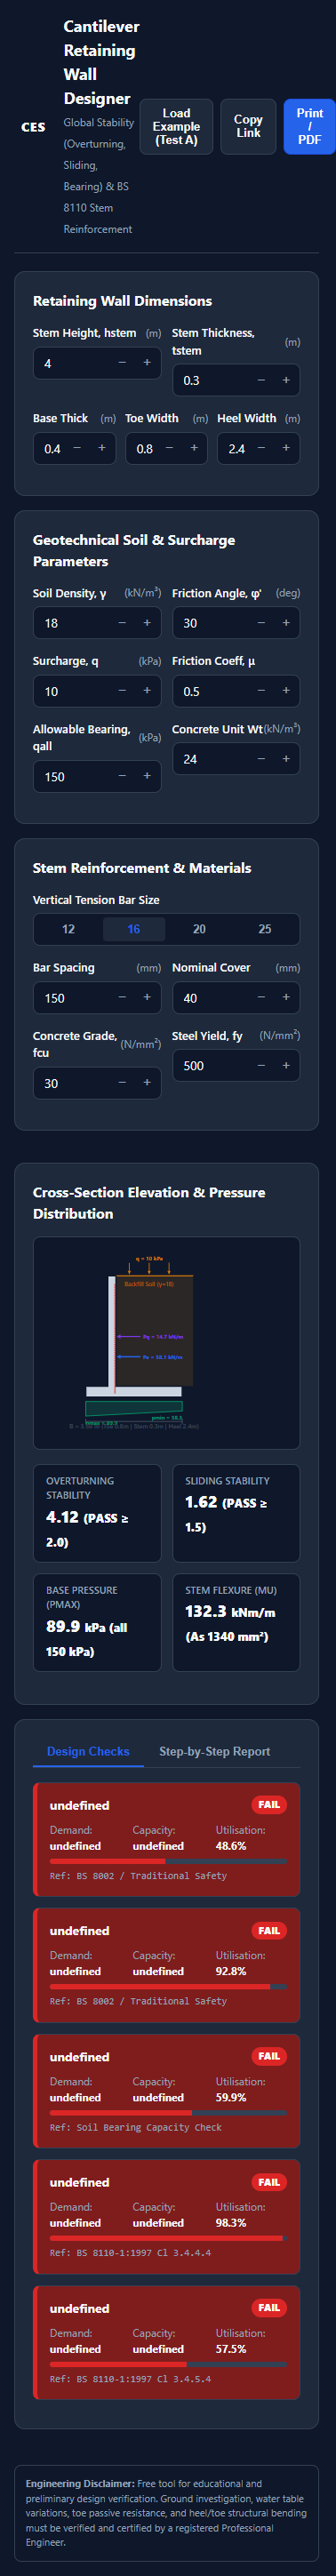 CES
Cantilever
Retaining
Wall
Designer
Global Stability
(Overturning,
Sliding,
Bearing) & BS
8110 Stem
Reinforcement
Load
Example
(Test A)
Copy
Link
Print
/
PDF
Retaining Wall Dimensions
Stem Height, hstem (m)
4 − +
Stem Thickness,
tstem (m)
0.3 − +
Base Thick (m) Toe Width (m) Heel Width (m)
0.4 − + 0.8 − + 2.4 − +
Geotechnical Soil & Surcharge
Parameters
Soil Density, γ (kN/m³) Friction Angle, φ' (deg)
18 − + 30 − +
Surcharge, q (kPa) Friction Coeff, μ
10 − + 0.5 − +
Allowable Bearing,
qall (kPa)
150 − +
Concrete Unit Wt (kN/m³)
24 − +
Stem Reinforcement & Materials
Vertical Tension Bar Size
12 16 20 25
Bar Spacing (mm) Nominal Cover (mm)
150 − + 40 − +
Concrete Grade,
fcu (N/mm²)
30 − +
Steel Yield, fy (N/mm²)
500 − +
Cross-Section Elevation & Pressure
Distribution
q = 10 kPa
Backfill Soil (γ=18)
OVERTURNING
STABILITY
4.12 (PASS ≥
2.0)
SLIDING STABILITY
1.62 (PASS ≥
1.5)
BASE PRESSURE
(PMAX)
89.9 kPa (all
150 kPa)
STEM FLEXURE (MU)
132.3 kNm/m
(As 1340 mm²)
Design Checks Step-by-Step Report
undefined FAIL
Demand: Capacity: Utilisation:
undefined undefined 48.6%
Ref: BS 8002 / Traditional Safety
undefined FAIL
Demand: Capacity: Utilisation:
undefined undefined 92.8%
Ref: BS 8002 / Traditional Safety
undefined FAIL
Demand: Capacity: Utilisation:
undefined undefined 59.9%
Ref: Soil Bearing Capacity Check
undefined FAIL
Demand: Capacity: Utilisation:
undefined undefined 98.3%
Ref: BS 8110-1:1997 Cl 3.4.4.4
undefined FAIL
Demand: Capacity: Utilisation:
undefined undefined 57.5%
Ref: BS 8110-1:1997 Cl 3.4.5.4
Engineering Disclaimer: Free tool for educational and
preliminary design verification. Ground investigation, water table
variations, toe passive resistance, and heel/toe structural bending
must be verified and certified by a registered Professional
Engineer.